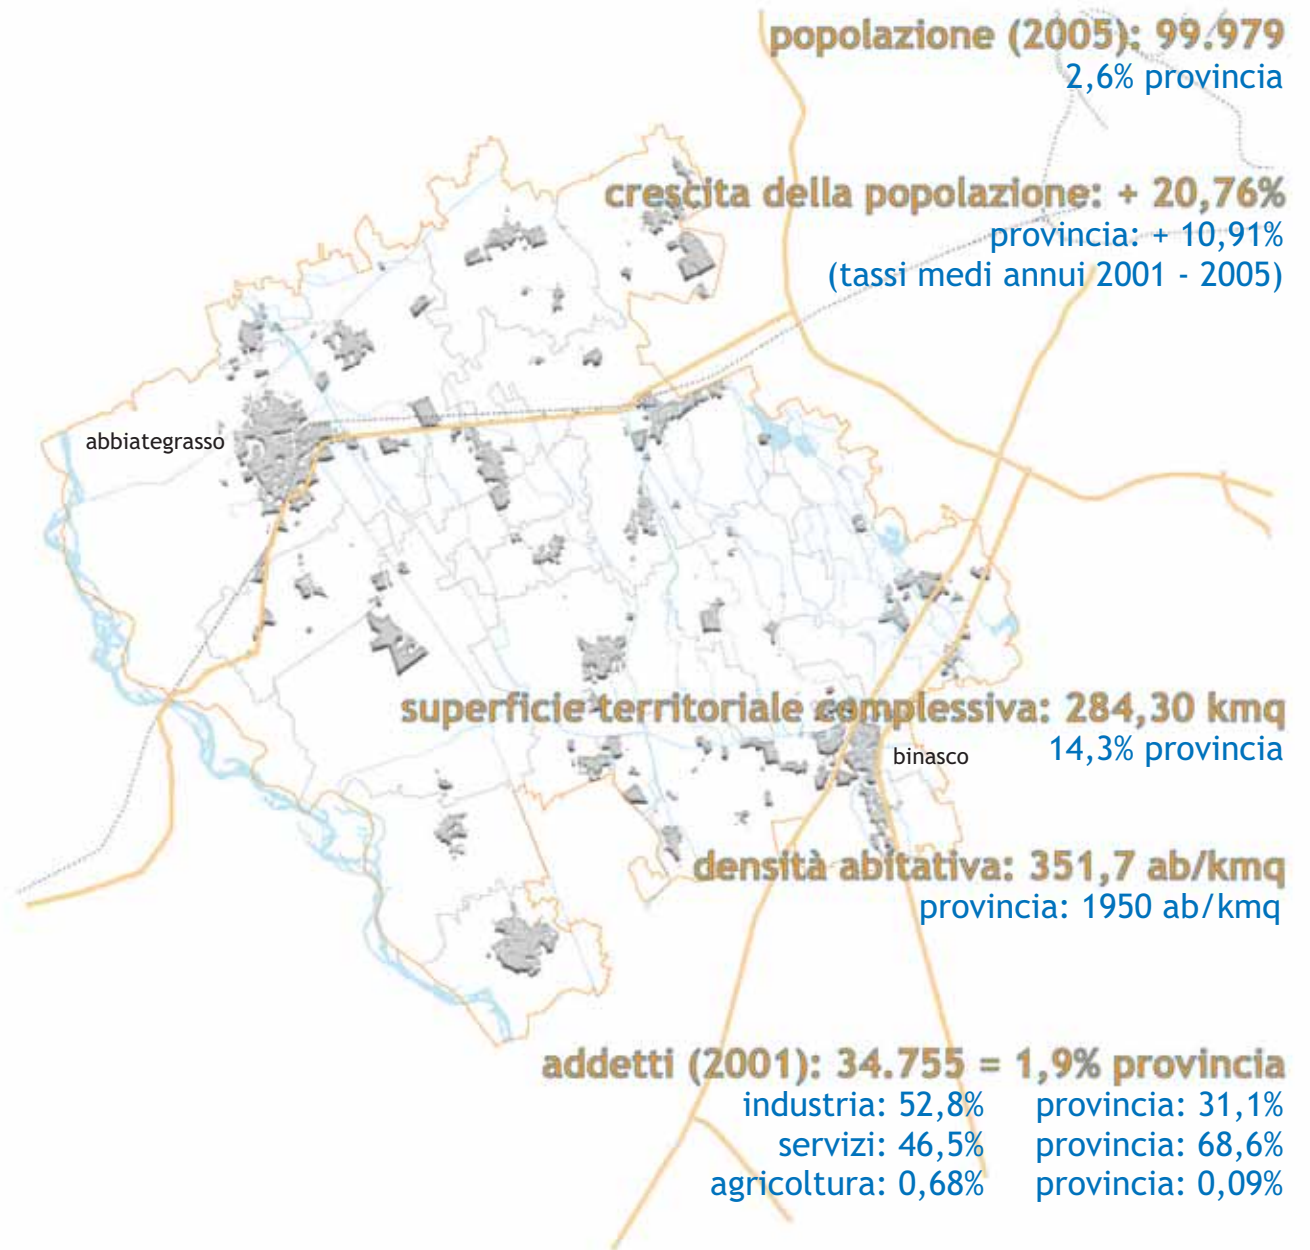 popolazione (2005): 99.979
2,6% provincia
crescita della popolazione: + 20,76%
provincia: + 10,91%
(tassi medi annui 2001 - 2005)
abbiategrasso
superficie territoriale complessiva: 284,30 kmq
14,3% provincia
binasco
densità abitativa: 351,7 ab/kmq
provincia: 1950 ab/kmq
addetti (2001): 34.755 = 1,9% provincia
industria: 52,8% provincia: 31,1%
servizi: 46,5% provincia: 68,6%
agricoltura: 0,68% provincia: 0,09%